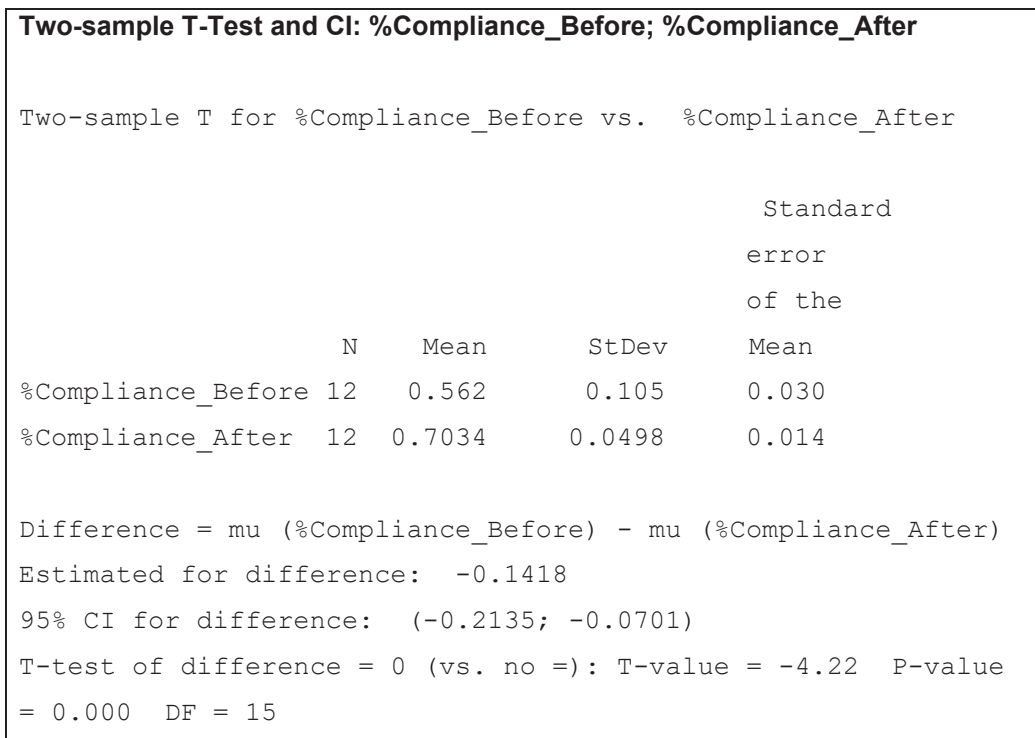 Two-sample T-Test and CI: %Compliance_Before; %Compliance_After
Two-sample T for %Compliance_Before vs. %Compliance_After
Standard
error
of the
N Mean StDev Mean
%Compliance_Before 12 0.562 0.105 0.030
%Compliance_After 12 0.7034 0.0498 0.014
Difference = mu (%Compliance_Before) - mu (%Compliance_After)
Estimated for difference: -0.1418
95% CI for difference: (-0.2135; -0.0701)
T-test of difference = 0 (vs. no =): T-value = -4.22 P-value
= 0.000 DF = 15